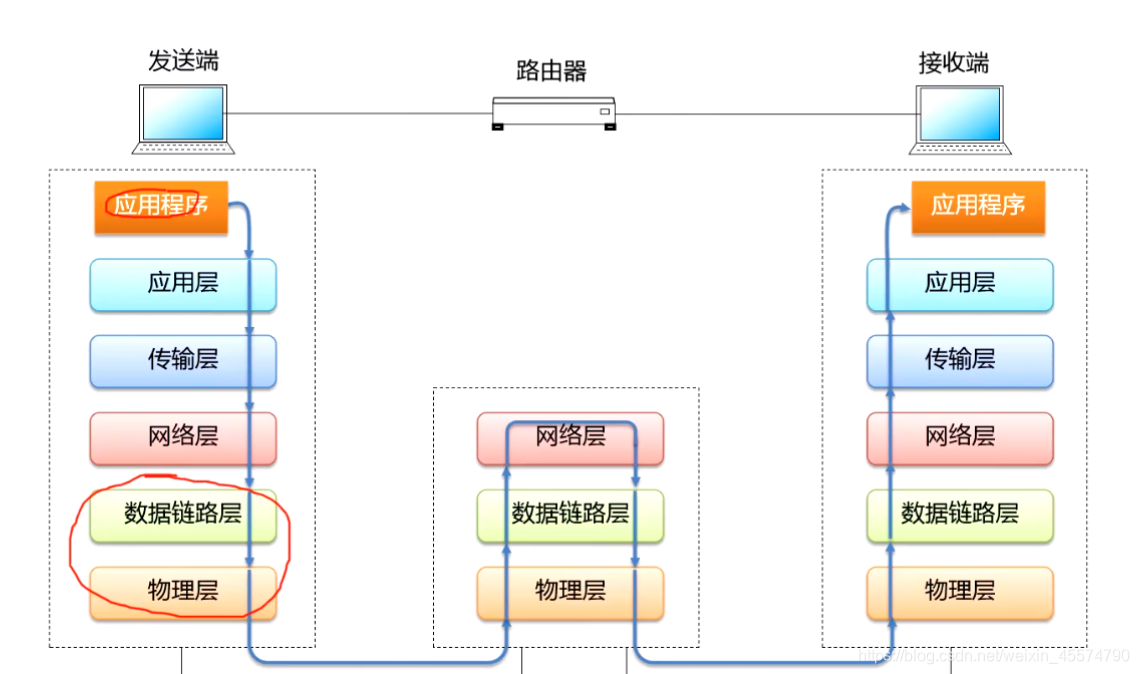 发送端
路由器
接收端
应用程序
应用程序
应用层
应用层
传输层
传输层
网络层
网络层
网络层
数据链路层
数据链路层
数据链路层
物理层
物理层
物理层
https://blog.csdn.net/weixin_45574790